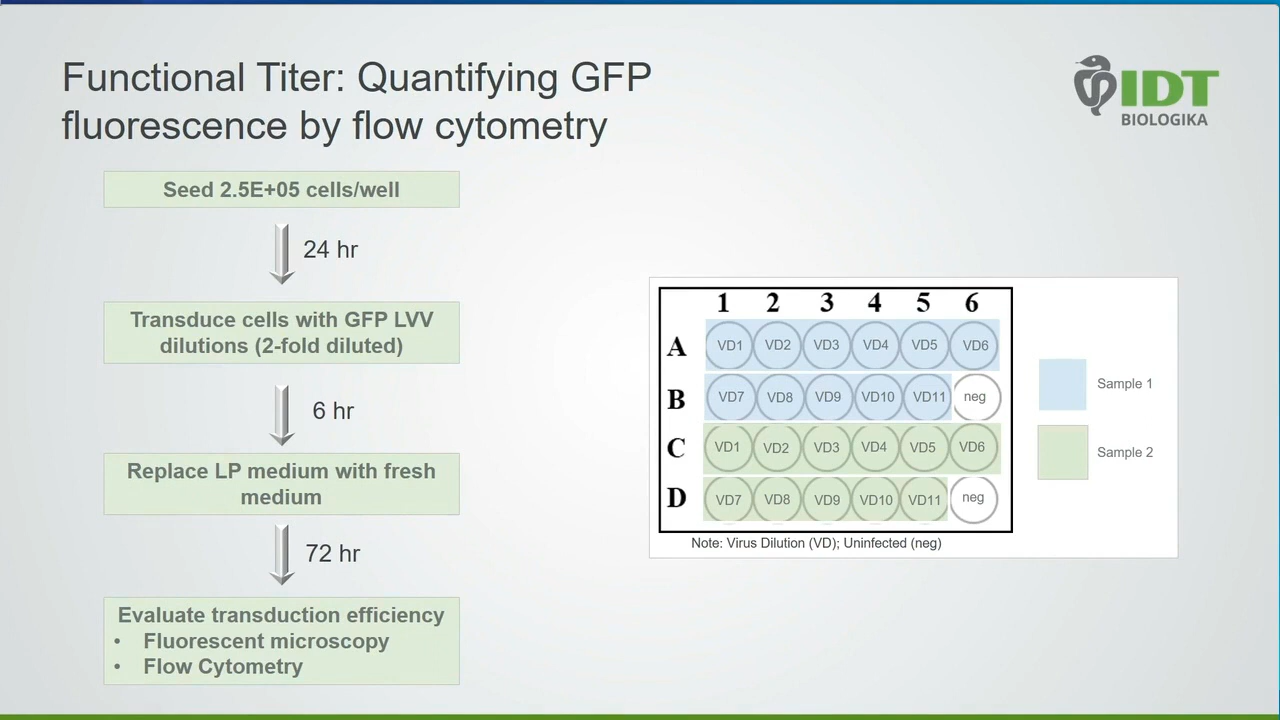 Functional Titer: Quantifying GFP
fluorescence by flow cytometry
IDT
BIOLOGIKA
Seed 2.5E+05 cells/well
24 hr
Transduce cells with GFP LVV
dilutions (2-fold diluted)
6 hr
Replace LP medium with fresh
medium
72 hr
Evaluate transduction efficiency
• Fluorescent microscopy
• Flow Cytometry
1 2 3 4 5 6
A VD1 VD2 VD3 VD4 VD5 VD6
B VD7 VD8 VD9 VD10 VD11 neg
C VD1 VD2 VD3 VD4 VD5 VD6
D VD7 VD8 VD9 VD10 VD11 neg
Note: Virus Dilution (VD); Uninfected (neg)
Sample 1
Sample 2